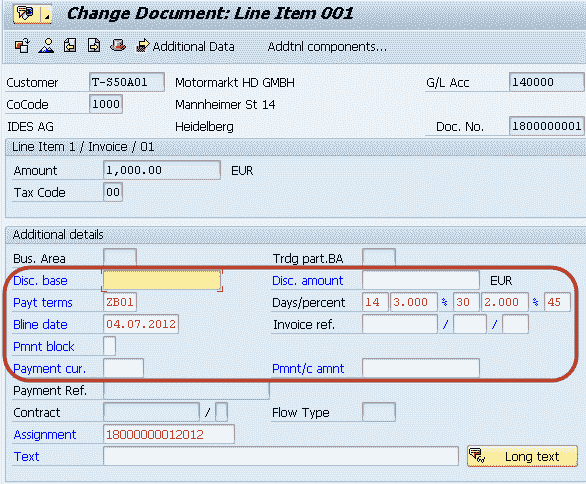 Change Document: Line Item 001
Additional Data Addtnl components...
Customer T-S50A01 Motormarkt HD GMBH G/L Acc 140000
CoCode 1000 Mannheimer St 14
IDES AG Heidelberg Doc. No. 1800000001
Line Item 1 / Invoice / 01
Amount 1,000.00 EUR
Tax Code 00
Additional details
Bus. Area Trdg part.BA
Disc. base Disc. amount EUR
Payt terms ZB01 Days/percent 14 3.000 % 30 2.000 % 45
Bline date 04.07.2012 Invoice ref. / /
Pmnt block
Payment cur. Pmnt/c amnt
Payment Ref.
Contract / Flow Type
Assignment 18000000012012
Text Long text